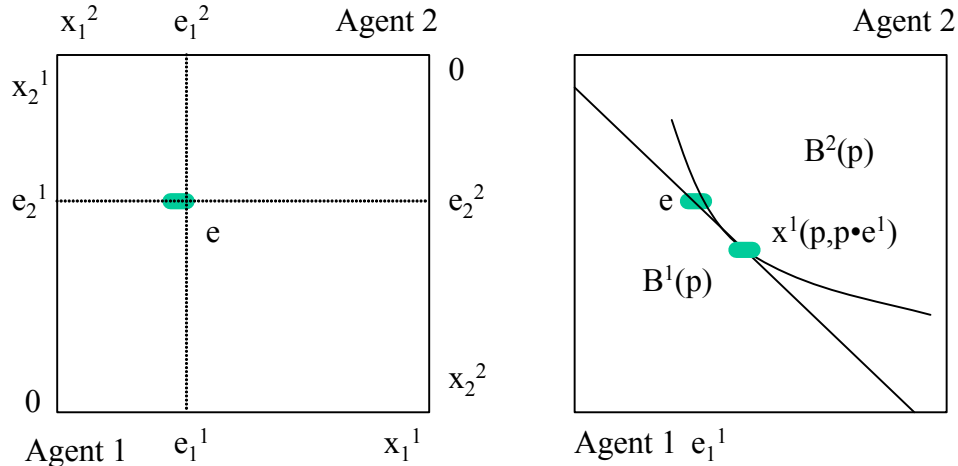 x₁² e₁² Agent 2
x₂¹ 0
e₂¹ e₂²
e
x₂²
0
Agent 1 e₁¹ x₁¹
Agent 2
B²(p)
e x¹(p,p•e¹)
B¹(p)
Agent 1 e₁¹